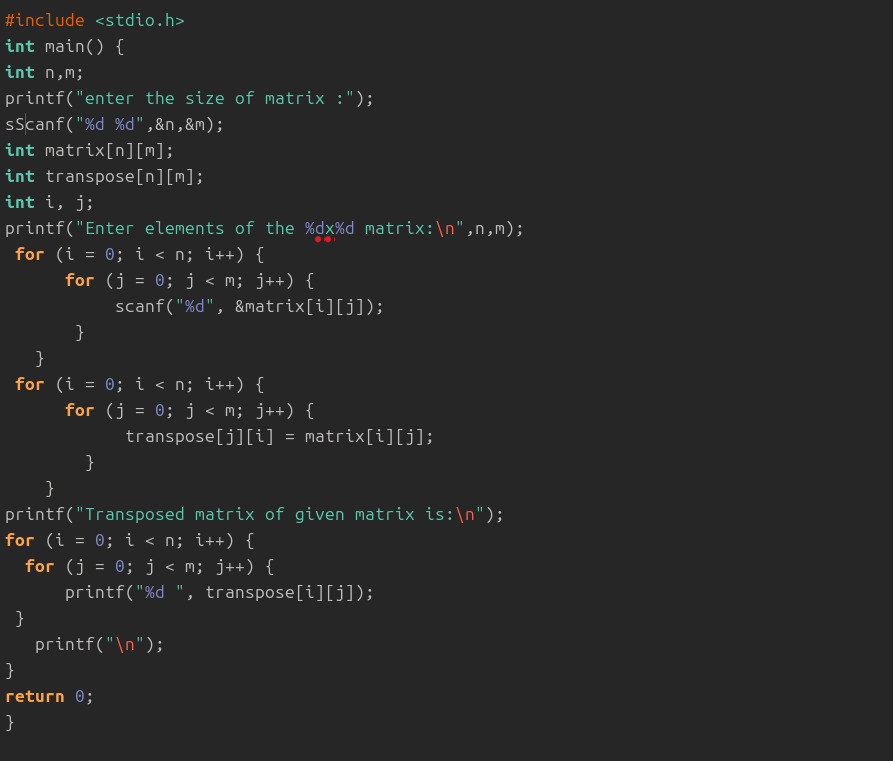 #include <stdio.h>
int main() {
int n,m;
printf("enter the size of matrix :");
sScanf("%d %d",&n,&m);
int matrix[n][m];
int transpose[n][m];
int i, j;
printf("Enter elements of the %dx%d matrix:\n",n,m);
 for (i = 0; i < n; i++) {
      for (j = 0; j < m; j++) {
           scanf("%d", &matrix[i][j]);
       }
   }
 for (i = 0; i < n; i++) {
      for (j = 0; j < m; j++) {
            transpose[j][i] = matrix[i][j];
        }
    }
printf("Transposed matrix of given matrix is:\n");
for (i = 0; i < n; i++) {
  for (j = 0; j < m; j++) {
      printf("%d ", transpose[i][j]);
 }
   printf("\n");
}
return 0;
}